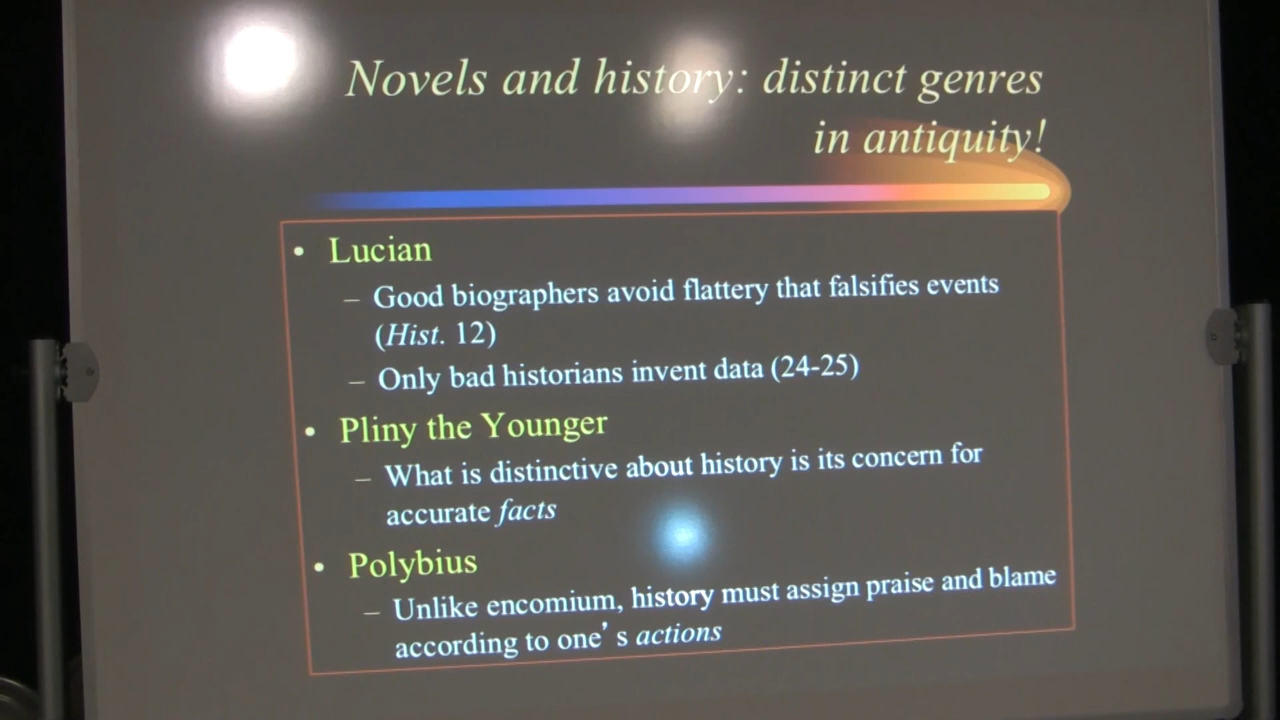 Novels and history: distinct genres
in antiquity!
• Lucian
– Good biographers avoid flattery that falsifies events
(Hist. 12)
– Only bad historians invent data (24-25)
• Pliny the Younger
– What is distinctive about history is its concern for
accurate facts
• Polybius
– Unlike encomium, history must assign praise and blame
according to one’ s actions